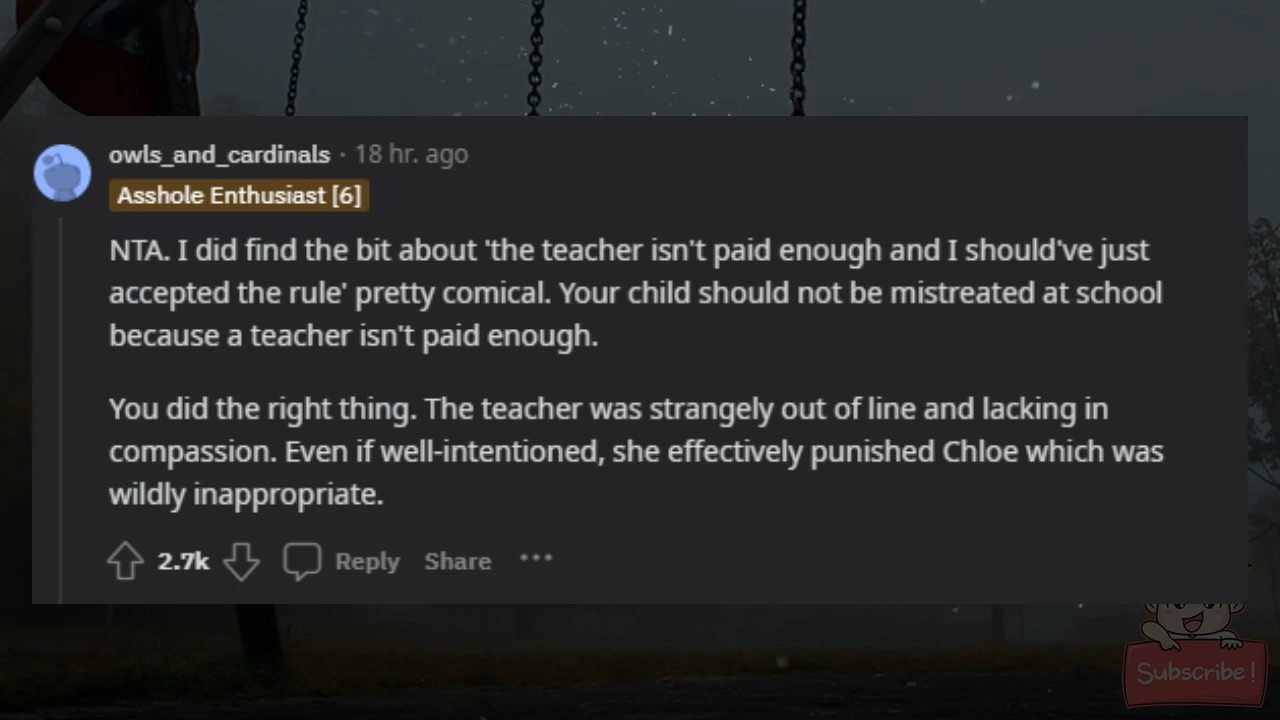 owls_and_cardinals · 18 hr. ago
Asshole Enthusiast [6]
NTA. I did find the bit about 'the teacher isn't paid enough and I should've just
accepted the rule' pretty comical. Your child should not be mistreated at school
because a teacher isn't paid enough.
You did the right thing. The teacher was strangely out of line and lacking in
compassion. Even if well-intentioned, she effectively punished Chloe which was
wildly inappropriate.
2.7k Reply Share ···
Subscribe!